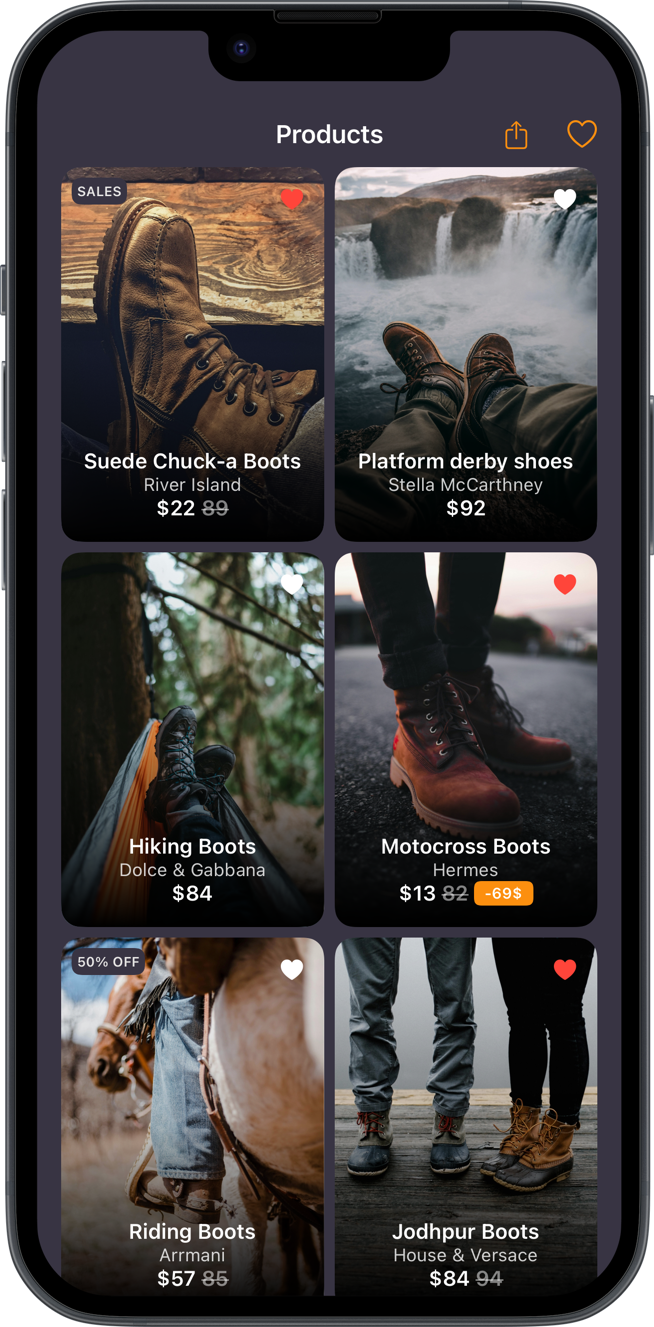 Products
SALES
Suede Chuck-a Boots
River Island
$22 89
Platform derby shoes
Stella McCarthney
$92
Hiking Boots
Dolce & Gabbana
$84
Motocross Boots
Hermes
$13 82 -69$
50% OFF
Riding Boots
Arrmani
$57 85
Jodhpur Boots
House & Versace
$84 94